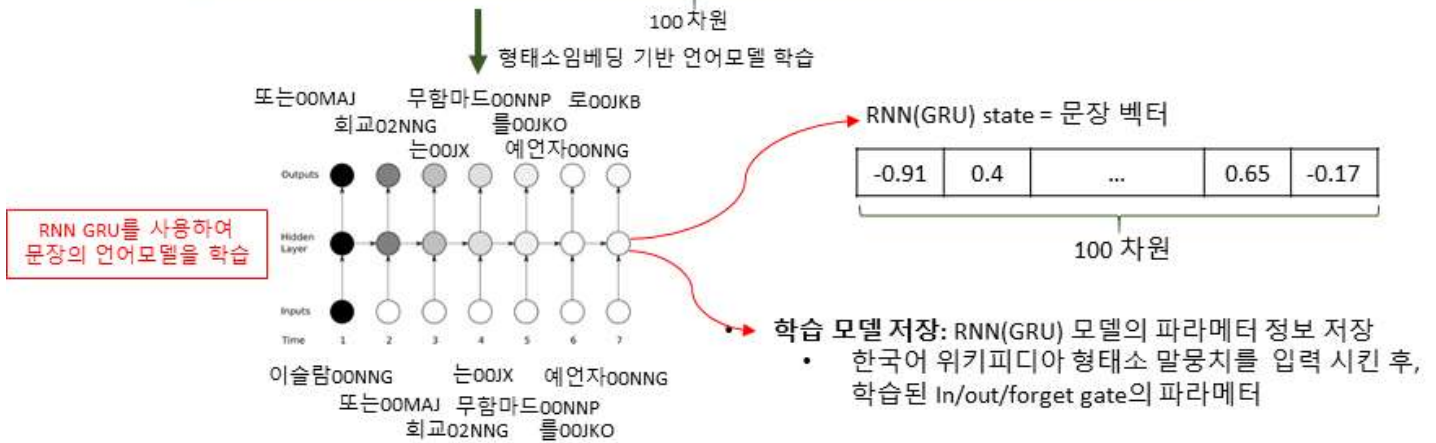 100차원
형태소임베딩 기반 언어모델 학습
또는00MAJ 무함마드00NNP 로00JKB
회교02NNG 를00JKO
는00JX 예언자00NNG
Outputs
Hidden
Layer
Inputs
Time 1 2 3 4 5 6 7
이슬람00NNG 는00JX 예언자00NNG
또는00MAJ 무함마드00NNP
회교02NNG 를00JKO
RNN GRU를 사용하여
문장의 언어모델을 학습
RNN(GRU) state = 문장 벡터
-0.91 0.4 ... 0.65 -0.17
100 차원
• 학습 모델 저장: RNN(GRU) 모델의 파라메터 정보 저장
• 한국어 위키피디아 형태소 말뭉치를 입력 시킨 후,
학습된 In/out/forget gate의 파라메터